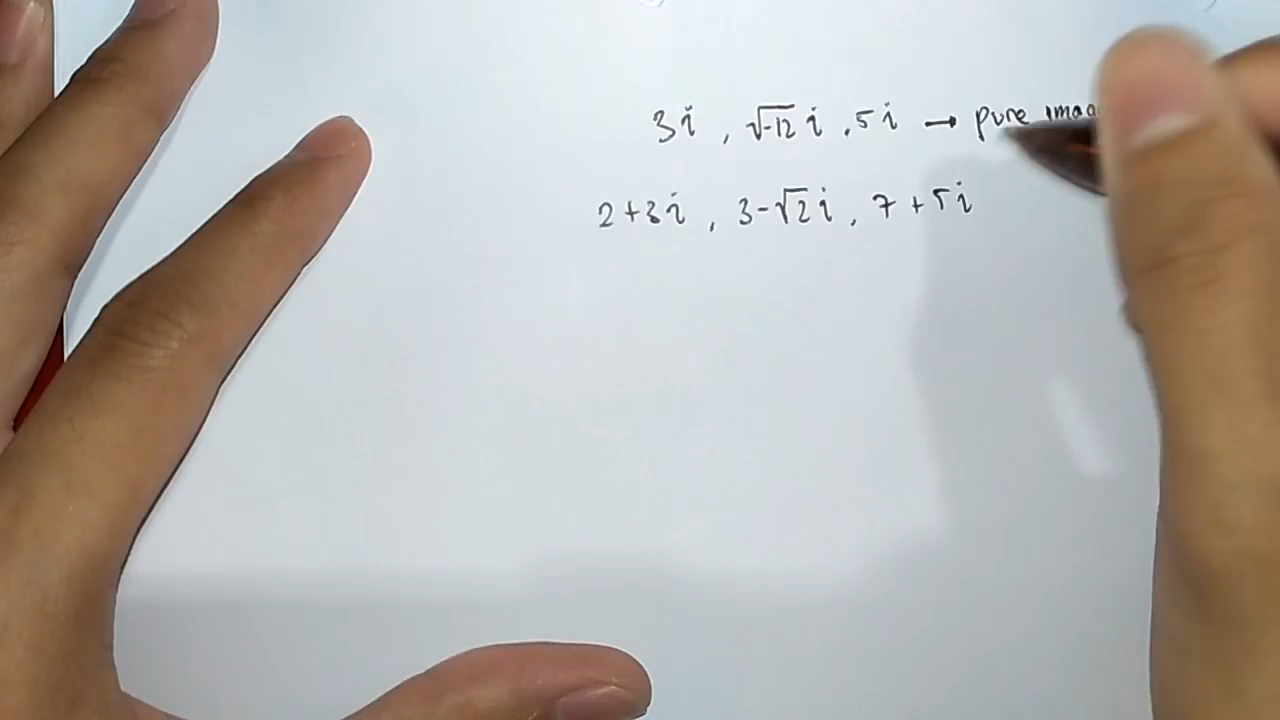 3i , √-12 i , 5i → pure
2+3i , 3-√2 i , 7+5i